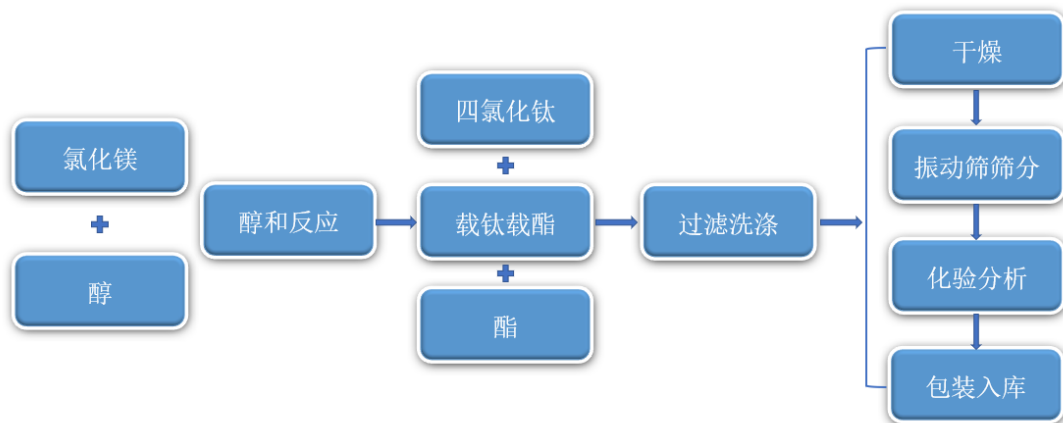 氯化镁
醇
醇和反应
四氯化钛
载钛载酯
酯
过滤洗涤
干燥
振动筛筛分
化验分析
包装入库